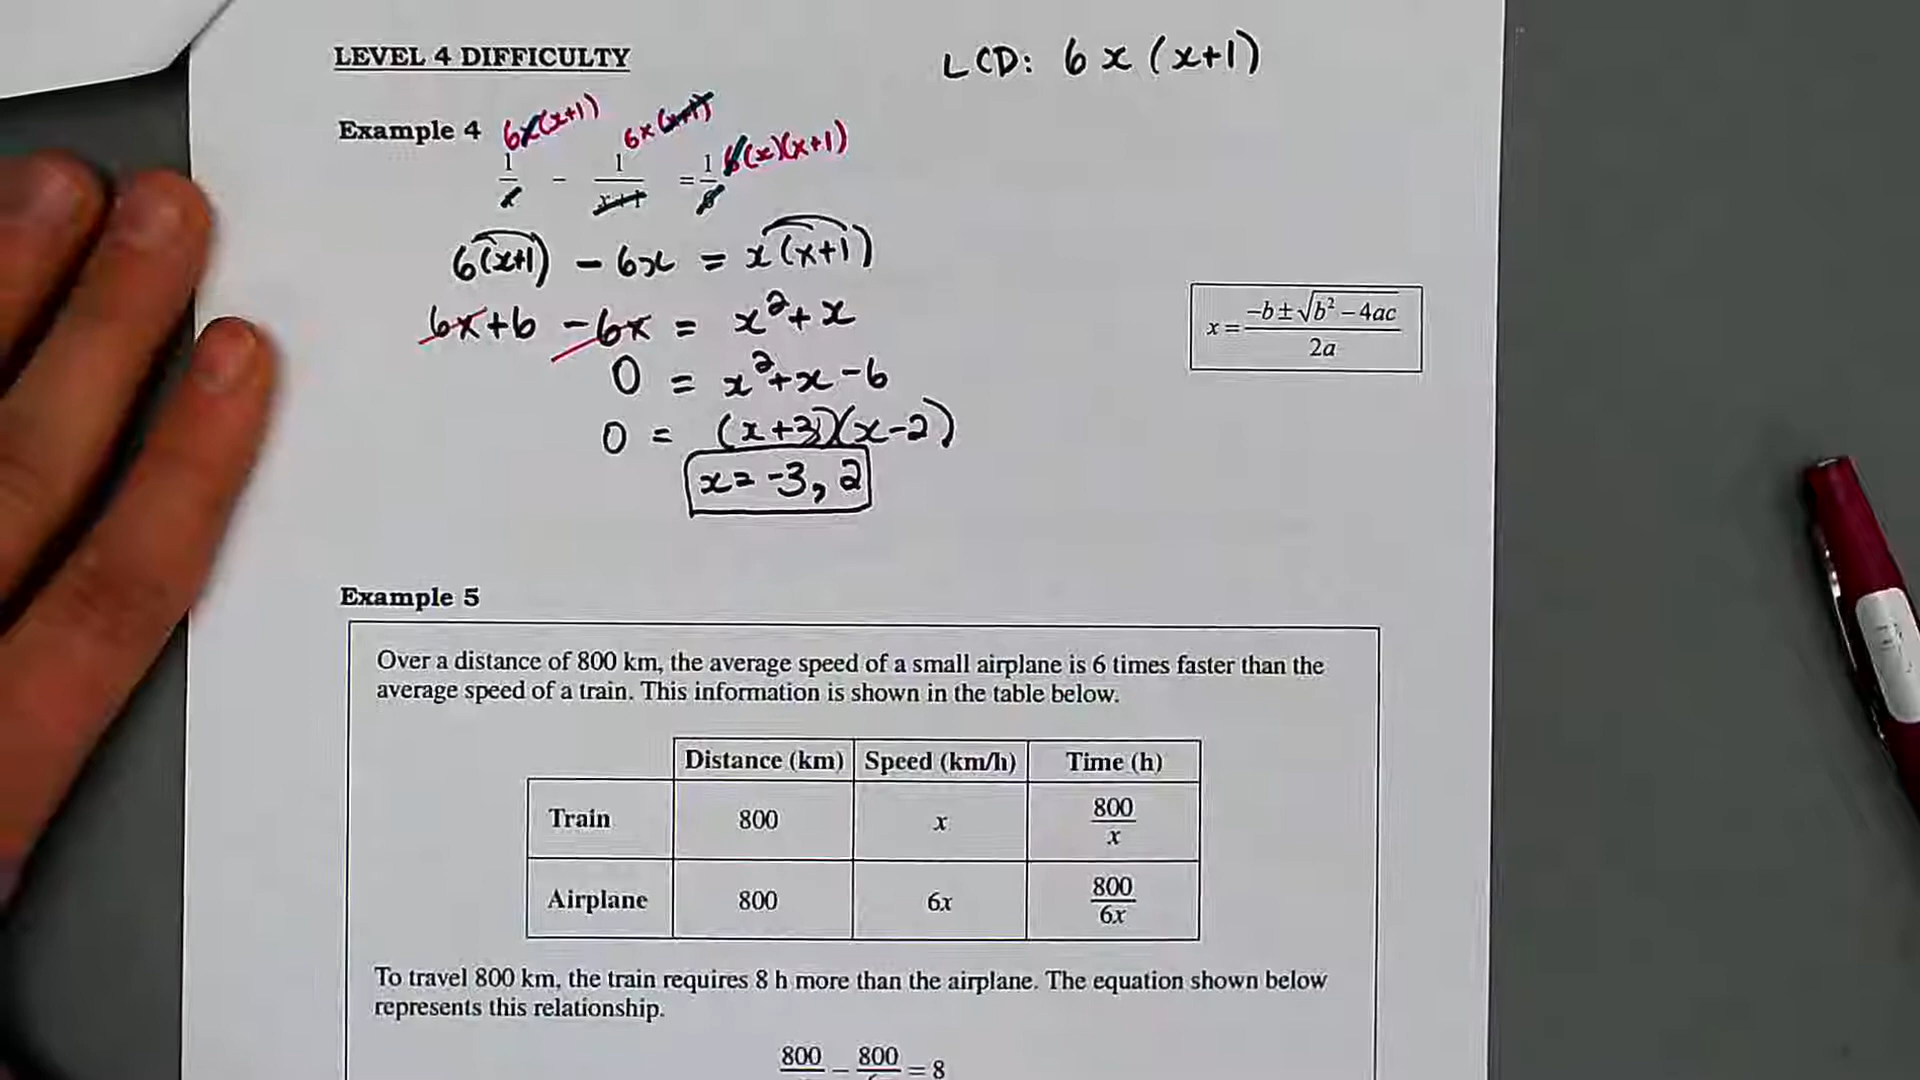 LEVEL 4 DIFFICULTY
LCD: 6x(x+1)
Example 4
6x(x+1) 6x(x+1) 6(x)(x+1)
1/x - 1/(x+1) = 1/6
6(x+1) - 6x = x(x+1)
6x+6 -6x = x²+x
x = (-b ± √(b² - 4ac)) / 2a
0 = x²+x-6
0 = (x+3)(x-2)
x = -3, 2
Example 5
Over a distance of 800 km, the average speed of a small airplane is 6 times faster than the
average speed of a train. This information is shown in the table below.
Distance (km) Speed (km/h) Time (h)
Train 800 x 800/x
Airplane 800 6x 800/6x
To travel 800 km, the train requires 8 h more than the airplane. The equation shown below
represents this relationship.
800 - 800 = 8